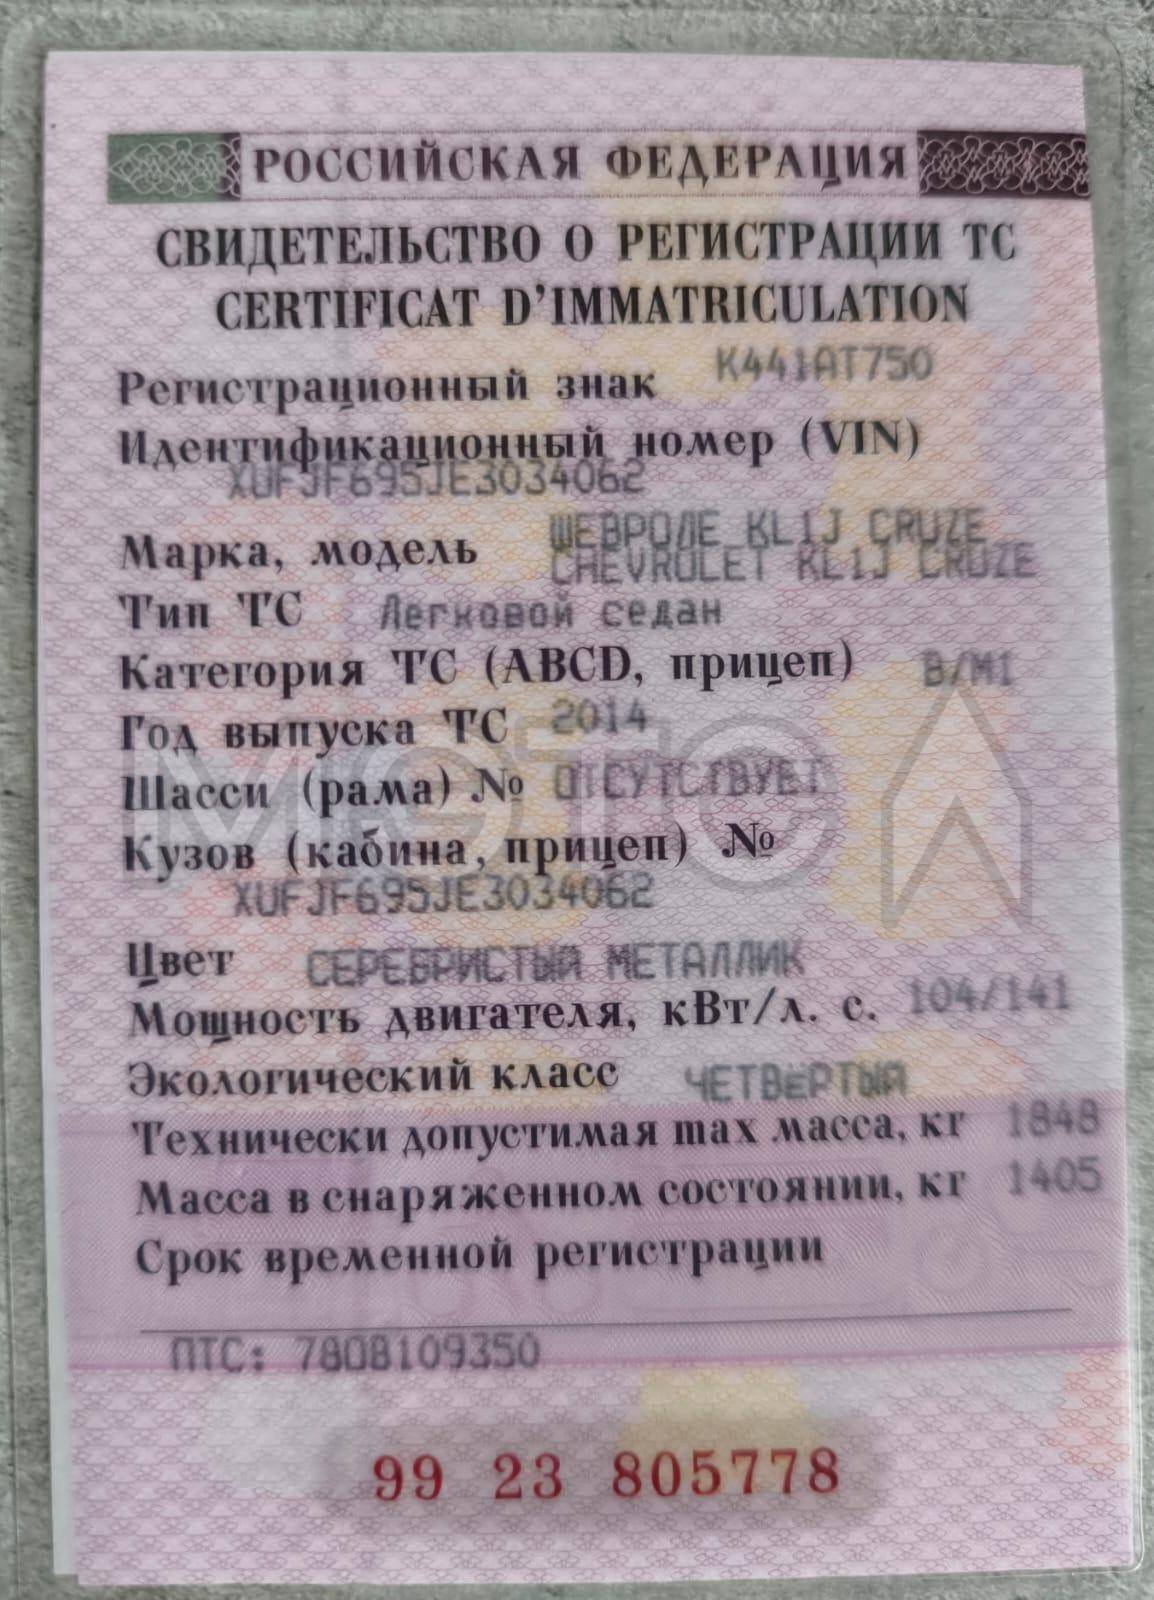 РОССИЙСКАЯ ФЕДЕРАЦИЯ
СВИДЕТЕЛЬСТВО О РЕГИСТРАЦИИ ТС
CERTIFICAT D’IMMATRICULATION
Регистрационный знак К441АТ750
Идентификационный номер (VIN)
XUFJF695JE3034062
Марка, модель ШЕВРОЛЕ KL1J CRUZE
CHEVROLET KL1J CRUZE
Тип ТС Легковой седан
Категория ТС (ABCD, прицеп) B/M1
Год выпуска ТС 2014
Шасси (рама) № ОТСУТСТВУЕТ
Кузов (кабина, прицеп) №
XUFJF695JE3034062
Цвет СЕРЕБРИСТЫЙ МЕТАЛЛИК
Мощность двигателя, кВт/л. с. 104/141
Экологический класс ЧЕТВЁРТЫЙ
Технически допустимая max масса, кг 1848
Масса в снаряженном состоянии, кг 1405
Срок временной регистрации
ПТС: 7808109350
99 23 805778